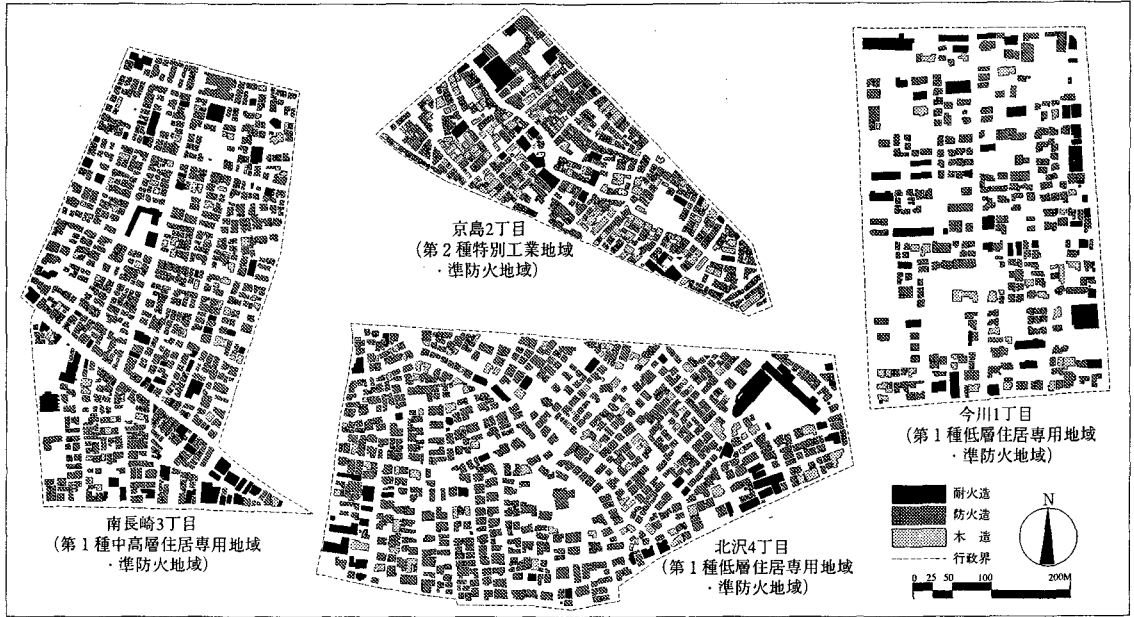 京島2丁目
(第2種特別工業地域
・準防火地域)
今川1丁目
(第1種低層住居専用地域
・準防火地域)
南長崎3丁目
(第1種中高層住居専用地域
・準防火地域)
北沢4丁目
(第1種低層住居専用地域
・準防火地域)
耐火造
防火造
木造
行政界
N
0 25 50 100 200M